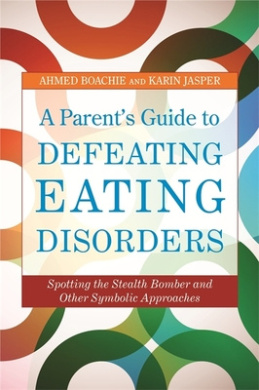 AHMED BOACHIE AND KARIN JASPER
A Parent's Guide to
DEFEATING
EATING
DISORDERS
Spotting the Stealth Bomber and
Other Symbolic Approaches